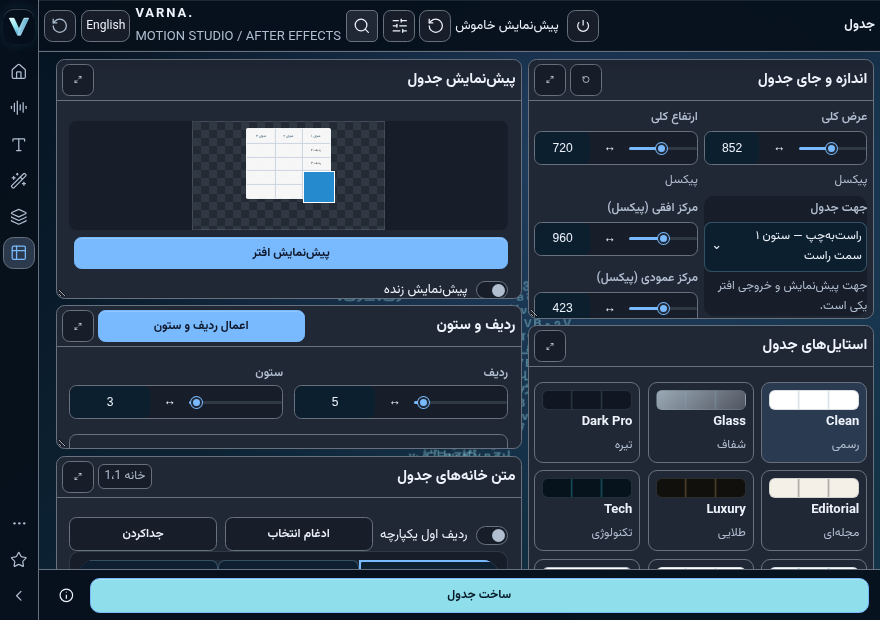 جدول
پیش‌نمایش خاموش
VARNA.
MOTION STUDIO / AFTER EFFECTS
English
اندازه و جای جدول
عرض کلی
852
پیکسل
ارتفاع کلی
720
پیکسل
جهت جدول
راست‌به‌چپ — ستون ۱
سمت راست
جهت پیش‌نمایش و خروجی افتر
یکی است.
مرکز افقی (پیکسل)
960
مرکز عمودی (پیکسل)
423
استایل‌های جدول
Clean
رسمی
Glass
شفاف
Dark Pro
تیره
Editorial
مجله‌ای
Luxury
طلایی
Tech
تکنولوژی
پیش‌نمایش جدول
پیش‌نمایش افتر
پیش‌نمایش زنده
ردیف و ستون
اعمال ردیف و ستون
ردیف
5
ستون
3
متن خانه‌های جدول
خانه 1،1
ردیف اول یکپارچه
ادغام انتخاب
جداکردن
ساخت جدول